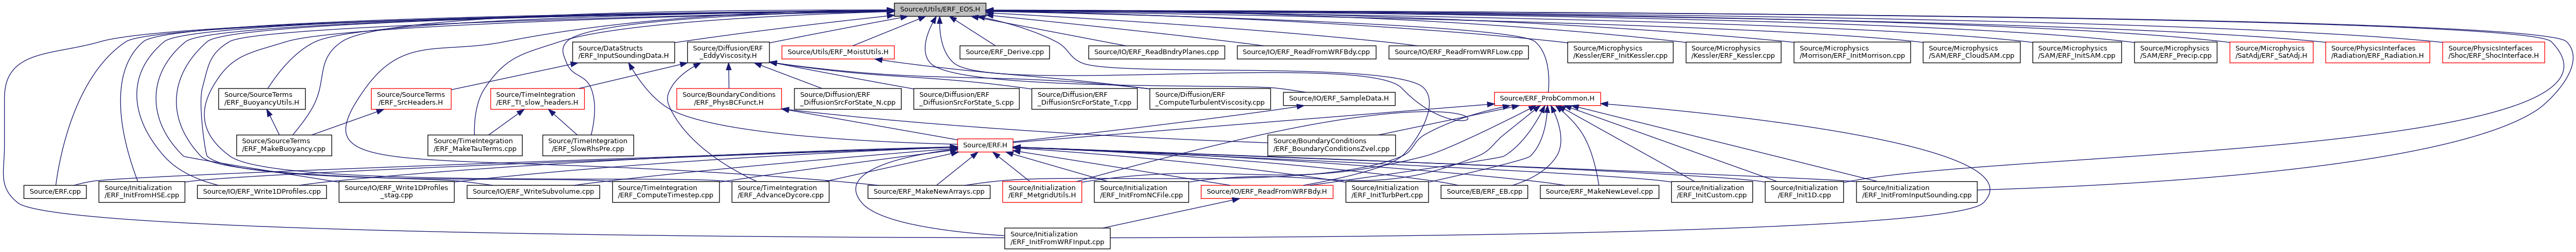 Source/Utils/ERF_EOS.H
Source/DataStructs
/ERF_InputSoundingData.H
Source/Diffusion/ERF
_EddyViscosity.H
Source/Utils/ERF_MoistUtils.H
Source/ERF_Derive.cpp
Source/IO/ERF_ReadBndryPlanes.cpp
Source/IO/ERF_ReadFromWRFBdy.cpp
Source/IO/ERF_ReadFromWRFLow.cpp
Source/Microphysics
/Kessler/ERF_InitKessler.cpp
Source/Microphysics
/Kessler/ERF_Kessler.cpp
Source/Microphysics
/Morrison/ERF_InitMorrison.cpp
Source/Microphysics
/SAM/ERF_CloudSAM.cpp
Source/Microphysics
/SAM/ERF_InitSAM.cpp
Source/Microphysics
/SAM/ERF_Precip.cpp
Source/Microphysics
/SatAdj/ERF_SatAdj.H
Source/PhysicsInterfaces
/Radiation/ERF_Radiation.H
Source/PhysicsInterfaces
/Shoc/ERF_ShocInterface.H
Source/SourceTerms
/ERF_BuoyancyUtils.H
Source/SourceTerms
/ERF_SrcHeaders.H
Source/TimeIntegration
/ERF_TI_slow_headers.H
Source/BoundaryConditions
/ERF_PhysBCFunct.H
Source/Diffusion/ERF
_DiffusionSrcForState_N.cpp
Source/Diffusion/ERF
_DiffusionSrcForState_S.cpp
Source/Diffusion/ERF
_DiffusionSrcForState_T.cpp
Source/Diffusion/ERF
_ComputeTurbulentViscosity.cpp
Source/IO/ERF_SampleData.H
Source/ERF_ProbCommon.H
Source/SourceTerms
/ERF_MakeBuoyancy.cpp
Source/TimeIntegration
/ERF_MakeTauTerms.cpp
Source/TimeIntegration
/ERF_SlowRhsPre.cpp
Source/ERF.H
Source/BoundaryConditions
/ERF_BoundaryConditionsZvel.cpp
Source/ERF.cpp
Source/Initialization
/ERF_InitFromHSE.cpp
Source/IO/ERF_Write1DProfiles.cpp
Source/IO/ERF_Write1DProfiles
_stag.cpp
Source/IO/ERF_WriteSubvolume.cpp
Source/TimeIntegration
/ERF_ComputeTimestep.cpp
Source/TimeIntegration
/ERF_AdvanceDycore.cpp
Source/ERF_MakeNewArrays.cpp
Source/Initialization
/ERF_MetgridUtils.H
Source/Initialization
/ERF_InitFromNCFile.cpp
Source/IO/ERF_ReadFromWRFBdy.H
Source/Initialization
/ERF_InitTurbPert.cpp
Source/EB/ERF_EB.cpp
Source/ERF_MakeNewLevel.cpp
Source/Initialization
/ERF_InitCustom.cpp
Source/Initialization
/ERF_Init1D.cpp
Source/Initialization
/ERF_InitFromInputSounding.cpp
Source/Initialization
/ERF_InitFromWRFInput.cpp